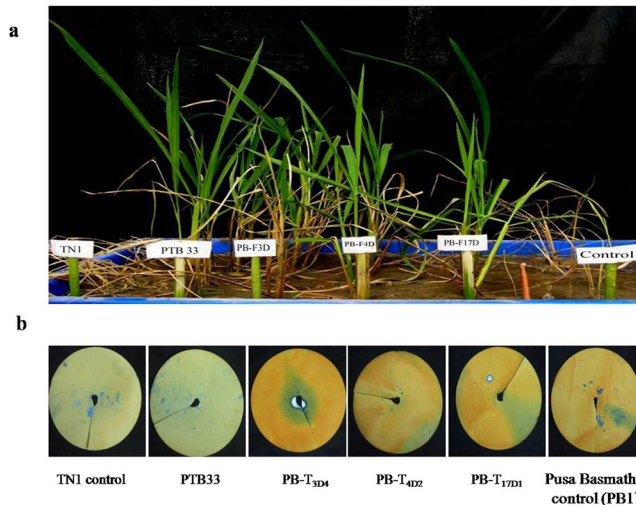 a
TN1
PTB 33
PB-F3D
PB-F4D
PB-F17D
Control
b
TN1 control
PTB33
PB-T3D4
PB-T4D2
PB-T17D1
Pusa Basmath
control (PB1